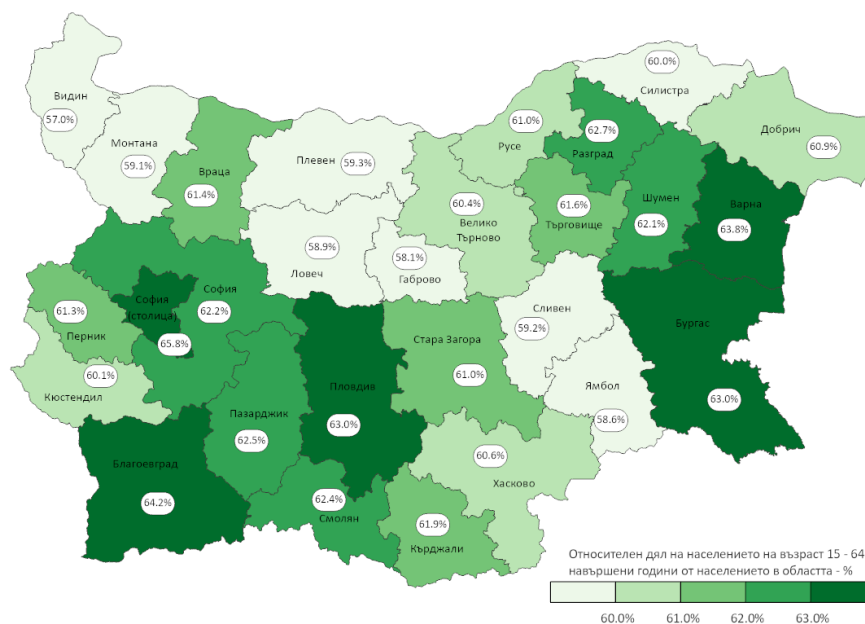 Видин
57.0%
Монтана
59.1%
Враца
61.4%
Плевен
59.3%
Ловеч
58.9%
Габрово
58.1%
Велико
Търново
60.4%
Русе
61.0%
Разград
62.7%
Силистра
60.0%
Добрич
60.9%
Търговище
61.6%
Шумен
62.1%
Варна
63.8%
Бургас
63.0%
Сливен
59.2%
Ямбол
58.6%
Стара Загора
61.0%
Хасково
60.6%
Кърджали
61.9%
Смолян
62.4%
Пловдив
63.0%
Пазарджик
62.5%
Благоевград
64.2%
Кюстендил
60.1%
Перник
61.3%
София
(столица)
65.8%
София
62.2%
Относителен дял на населението на възраст 15 - 64
навършени години от населението в областта - %
60.0% 61.0% 62.0% 63.0%